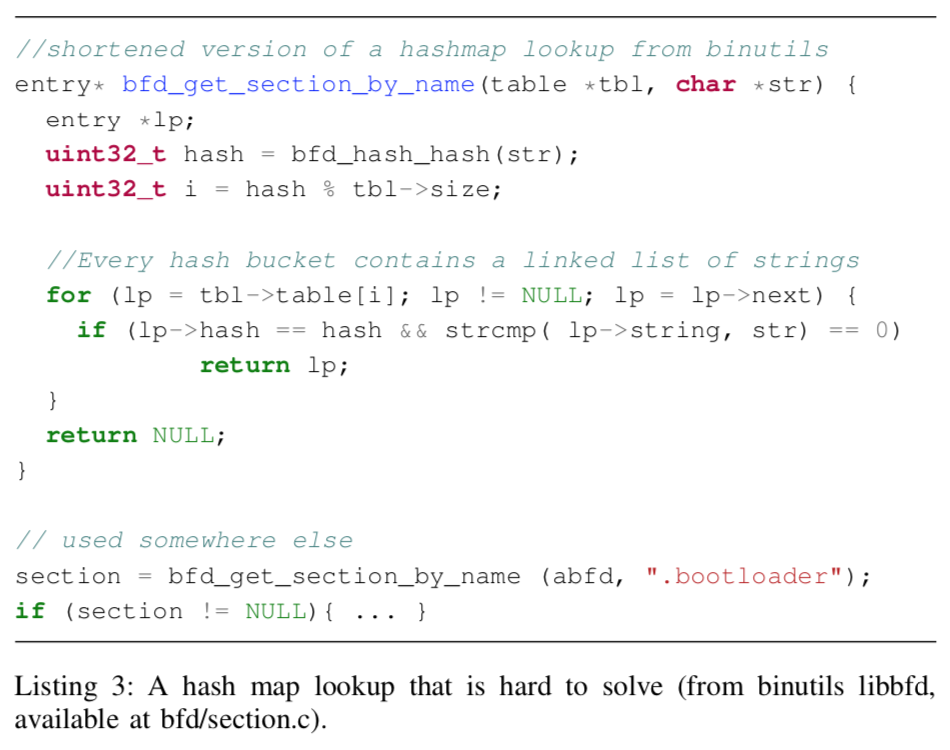 //shortened version of a hashmap lookup from binutils
entry* bfd_get_section_by_name(table *tbl, char *str) {
  entry *lp;
  uint32_t hash = bfd_hash_hash(str);
  uint32_t i = hash % tbl->size;

  //Every hash bucket contains a linked list of strings
  for (lp = tbl->table[i]; lp != NULL; lp = lp->next) {
    if (lp->hash == hash && strcmp( lp->string, str) == 0)
            return lp;
  }
  return NULL;
}

// used somewhere else
section = bfd_get_section_by_name (abfd, ".bootloader");
if (section != NULL){ ... }
Listing 3: A hash map lookup that is hard to solve (from binutils libbfd,
available at bfd/section.c).